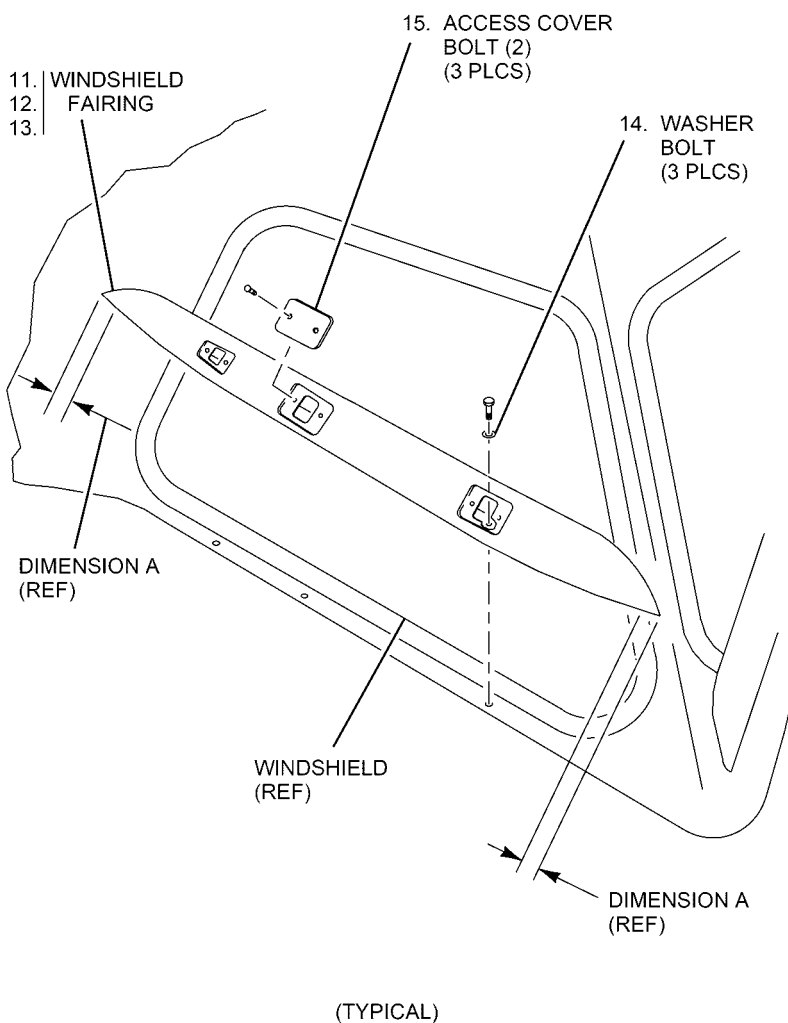 15. ACCESS COVER
BOLT (2)
(3 PLCS)
11. WINDSHIELD
12. FAIRING
13.
14. WASHER
BOLT
(3 PLCS)
DIMENSION A
(REF)
WINDSHIELD
(REF)
DIMENSION A
(REF)
(TYPICAL)